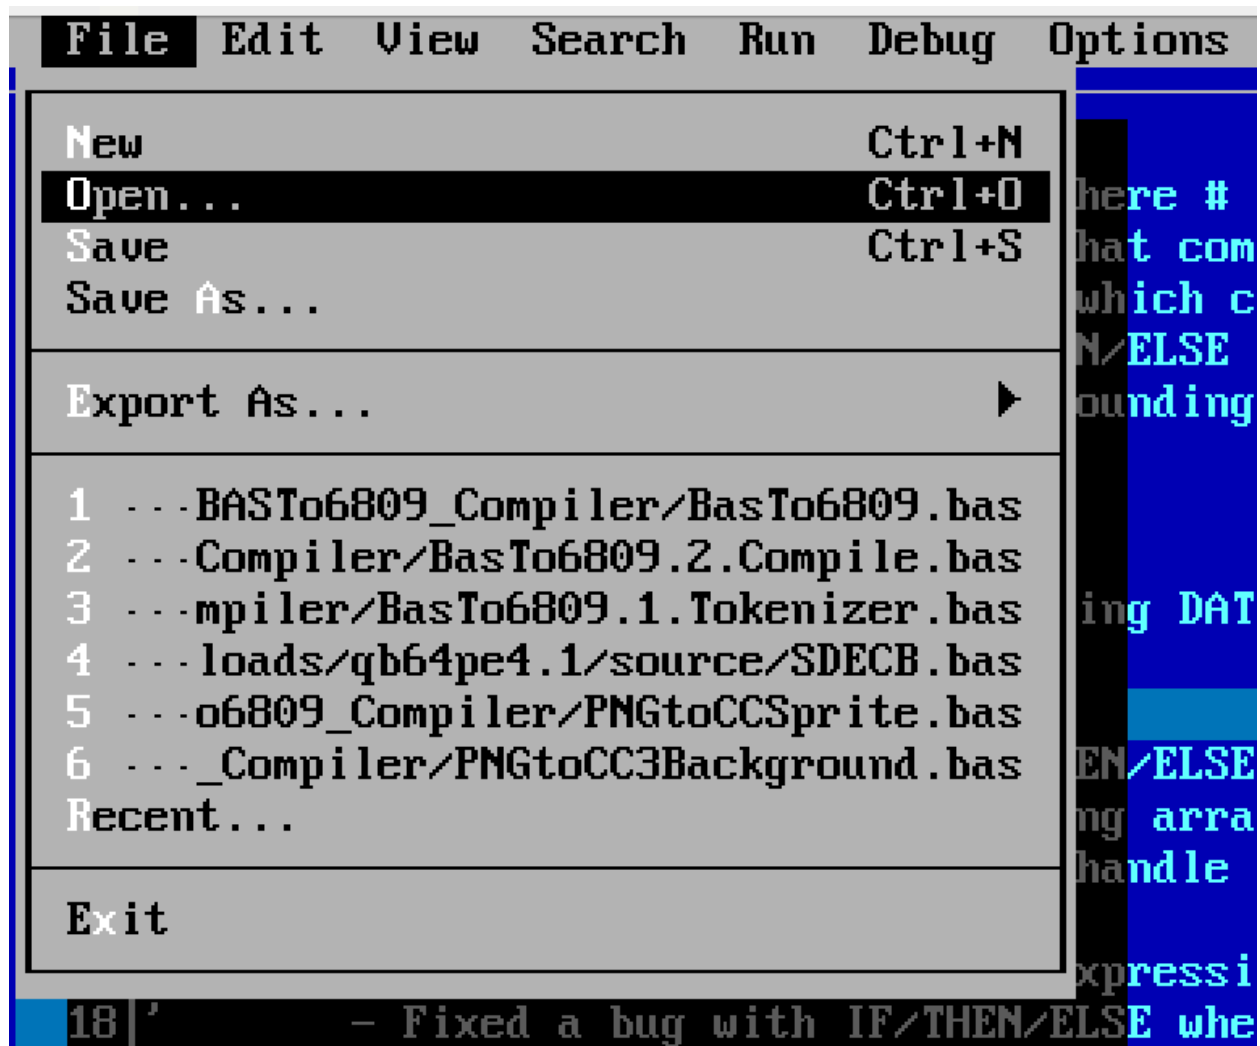 File Edit View Search Run Debug Options
New Ctrl+N
Open... Ctrl+O here #
Save Ctrl+S hat com
Save As... which c
N/ELSE
Export As... ounding
1 ---BASTo6809_Compiler/BasTo6809.bas
2 ---Compiler/BasTo6809.2.Compile.bas
3 ---mpiler/BasTo6809.1.Tokenizer.bas ing DAT
4 ---loads/qb64pe4.1/source/SDECB.bas
5 ---o6809_Compiler/PNGtoCCSprite.bas
6 ---_Compiler/PNGtoCC3Background.bas EN/ELSE
Recent... ng arra
handle
Exit
xpressi
18 ' - Fixed a bug with IF/THEN/ELSE whe